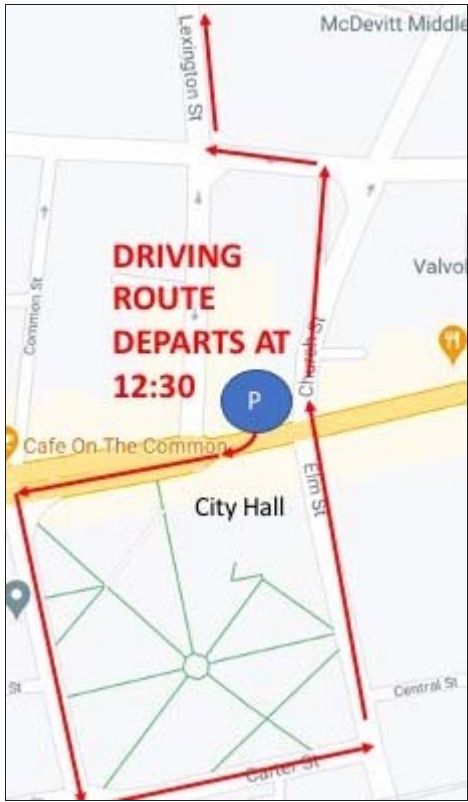 McDevitt Middle
Lexington St
DRIVING
ROUTE
DEPARTS AT
12:30
Valvol
Common St
Church St
P
Cafe On The Common
City Hall
Elm St
St
Central St
Carter St